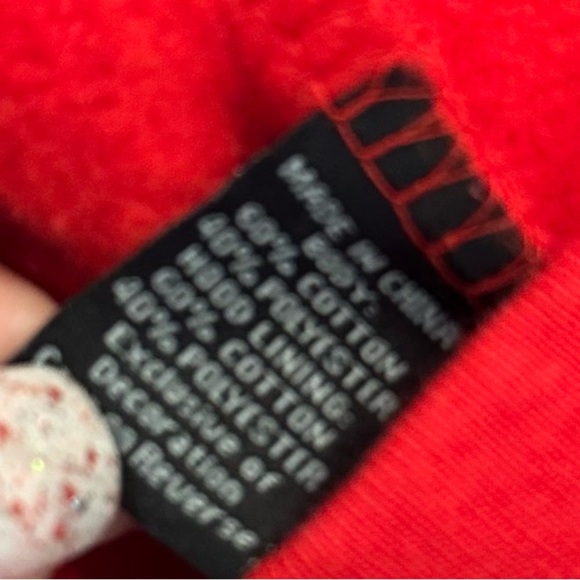 MADE IN CHINA
BODY:
60% COTTON
40% POLYESTER
HOOD LINING:
60% COTTON
40% POLYESTER
Exclusive of
Decoration
Reverse